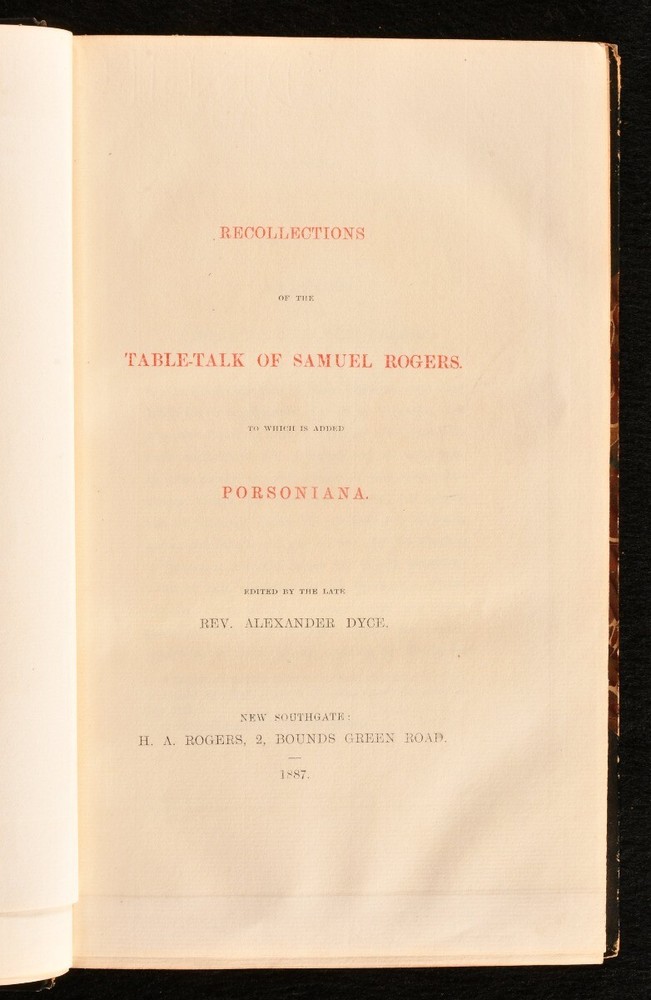 RECOLLECTIONS
OF THE
TABLE-TALK OF SAMUEL ROGERS.
TO WHICH IS ADDED
PORSONIANA.
EDITED BY THE LATE
REV. ALEXANDER DYCE.
NEW SOUTHGATE:
H. A. ROGERS, 2, BOUNDS GREEN ROAD.
1887.